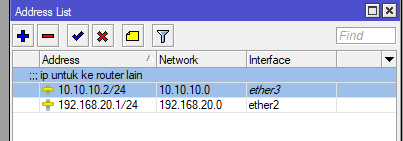 Address List
Find
Address Network Interface
;;; ip untuk ke router lain
10.10.10.2/24 10.10.10.0 ether3
192.168.20.1/24 192.168.20.0 ether2